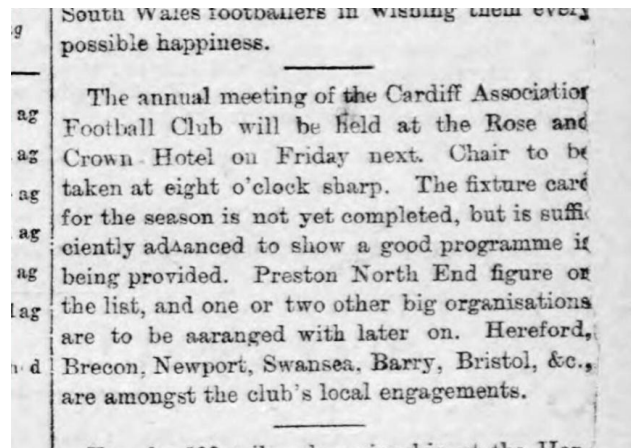 South Wales footballers in wishing them every
possible happiness.
The annual meeting of the Cardiff Association
Football Club will be held at the Rose and
Crown Hotel on Friday next. Chair to be
taken at eight o'clock sharp. The fixture card
for the season is not yet completed, but is suffi-
ciently adAanced to show a good programme is
being provided. Preston North End figure on
the list, and one or two other big organisations
are to be aaranged with later on. Hereford,
Brecon, Newport, Swansea, Barry, Bristol, &c.,
are amongst the club's local engagements.
ag
ag
ag
ag
ag
ag
d